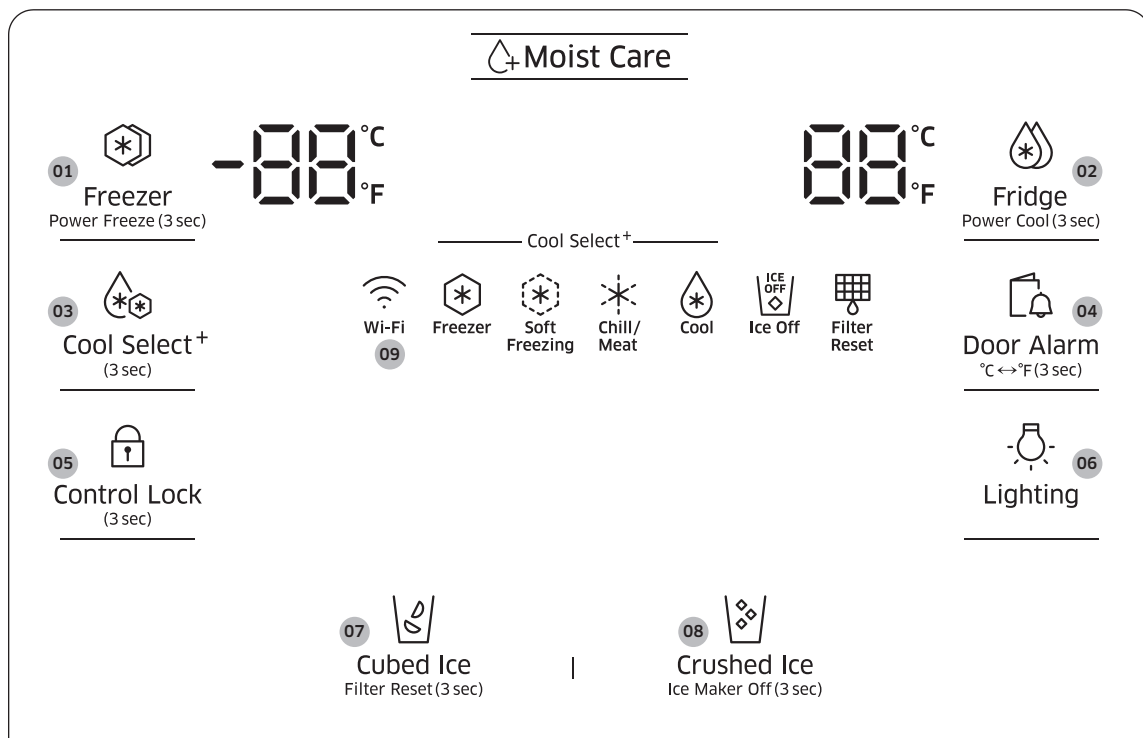 Moist Care
-88 °C °F
88 °C °F
01
Freezer
Power Freeze (3 sec)
02
Fridge
Power Cool (3 sec)
Cool Select+
03
Cool Select+
(3 sec)
Wi-Fi
09
Freezer
Soft
Freezing
Chill/
Meat
Cool
ICE
OFF
Ice Off
Filter
Reset
04
Door Alarm
°C↔°F (3 sec)
05
Control Lock
(3 sec)
06
Lighting
07
Cubed Ice
Filter Reset (3 sec)
08
Crushed Ice
Ice Maker Off (3 sec)